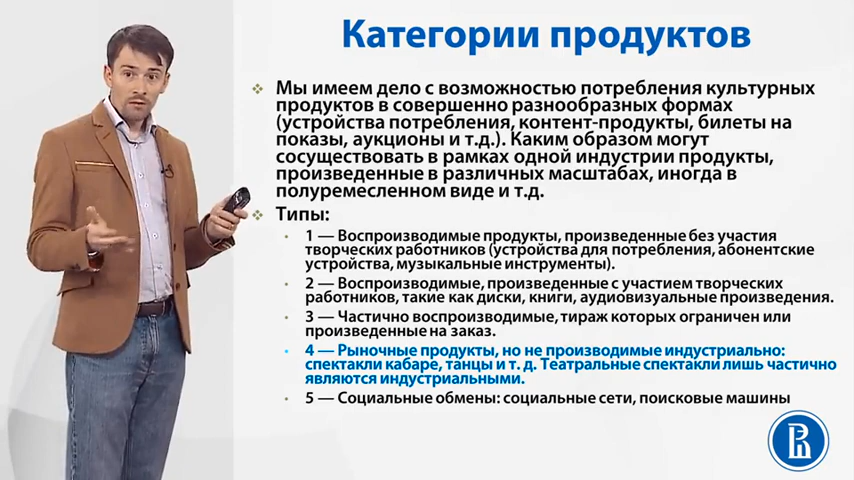 Категории продуктов
Мы имеем дело с возможностью потребления культурных
продуктов в совершенно разнообразных формах
(устройства потребления, контент-продукты, билеты на
показы, аукционы и т.д.). Каким образом могут
сосуществовать в рамках одной индустрии продукты,
произведенные в различных масштабах, иногда в
полуремесленном виде и т.д.
Типы:
1 — Воспроизводимые продукты, произведенные без участия
творческих работников (устройства для потребления, абонентские
устройства, музыкальные инструменты).
2 — Воспроизводимые, произведенные с участием творческих
работников, такие как диски, книги, аудиовизуальные произведения.
3 — Частично воспроизводимые, тираж которых ограничен или
произведенные на заказ.
4 — Рыночные продукты, но не производимые индустриально:
спектакли кабаре, танцы и т. д. Театральные спектакли лишь частично
являются индустриальными.
5 — Социальные обмены: социальные сети, поисковые машины